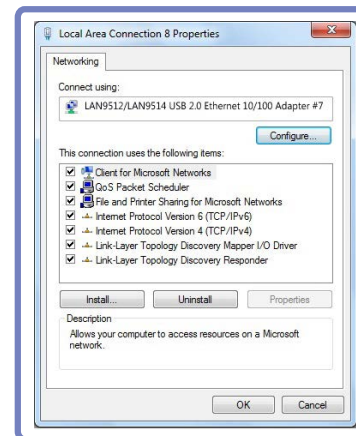 Local Area Connection 8 Properties
Networking
Connect using:
LAN9512/LAN9514 USB 2.0 Ethernet 10/100 Adapter #7
Configure...
This connection uses the following items:
Client for Microsoft Networks
QoS Packet Scheduler
File and Printer Sharing for Microsoft Networks
Internet Protocol Version 6 (TCP/IPv6)
Internet Protocol Version 4 (TCP/IPv4)
Link-Layer Topology Discovery Mapper I/O Driver
Link-Layer Topology Discovery Responder
Install... Uninstall Properties
Description
Allows your computer to access resources on a Microsoft
network.
OK Cancel